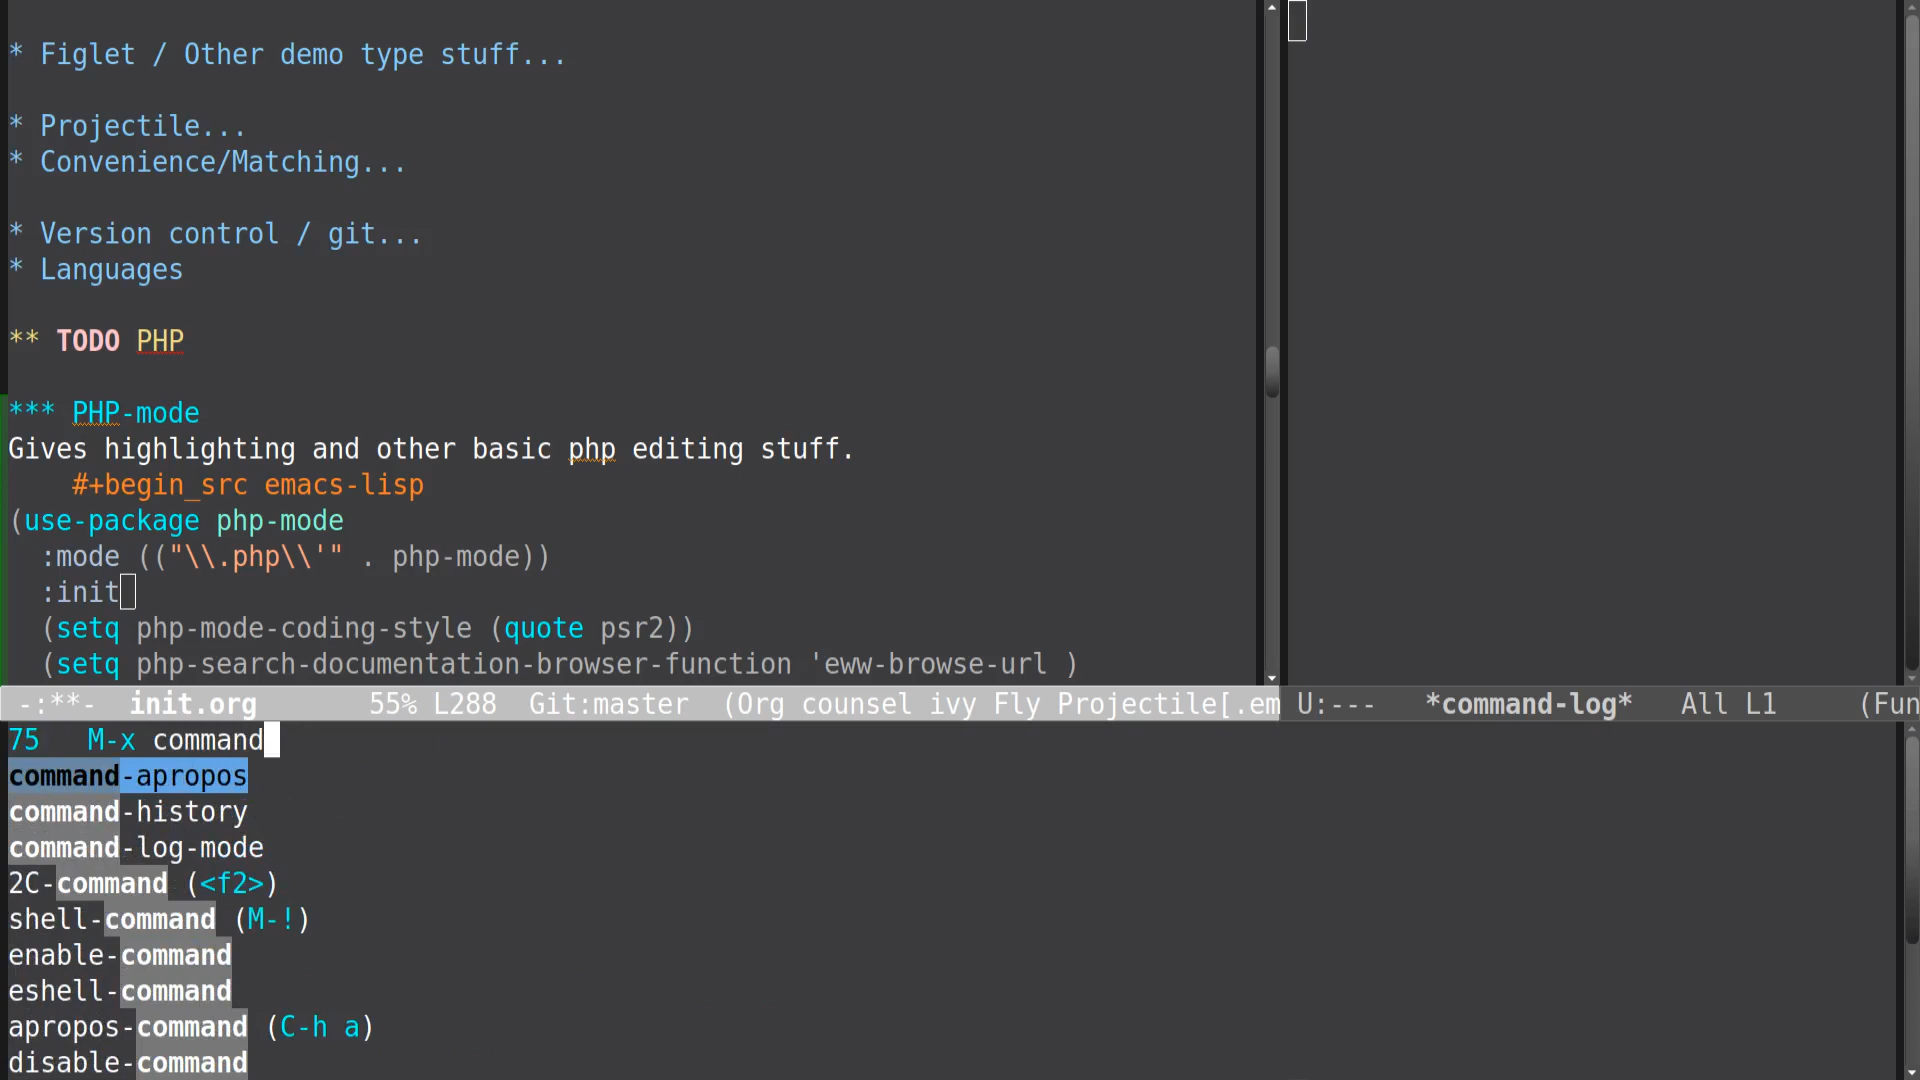 * Figlet / Other demo type stuff...
* Projectile...
* Convenience/Matching...
* Version control / git...
* Languages
** TODO PHP
*** PHP-mode
Gives highlighting and other basic php editing stuff.
#+begin_src emacs-lisp
(use-package php-mode
:mode (("\\.php\\'" . php-mode))
:init
(setq php-mode-coding-style (quote psr2))
(setq php-search-documentation-browser-function 'eww-browse-url )
-:**- init.org 55% L288 Git:master (Org counsel ivy Fly Projectile[.em
U:--- *command-log* All L1 (Fun
75 M-x command
command-apropos
command-history
command-log-mode
2C-command (<f2>)
shell-command (M-!)
enable-command
eshell-command
apropos-command (C-h a)
disable-command